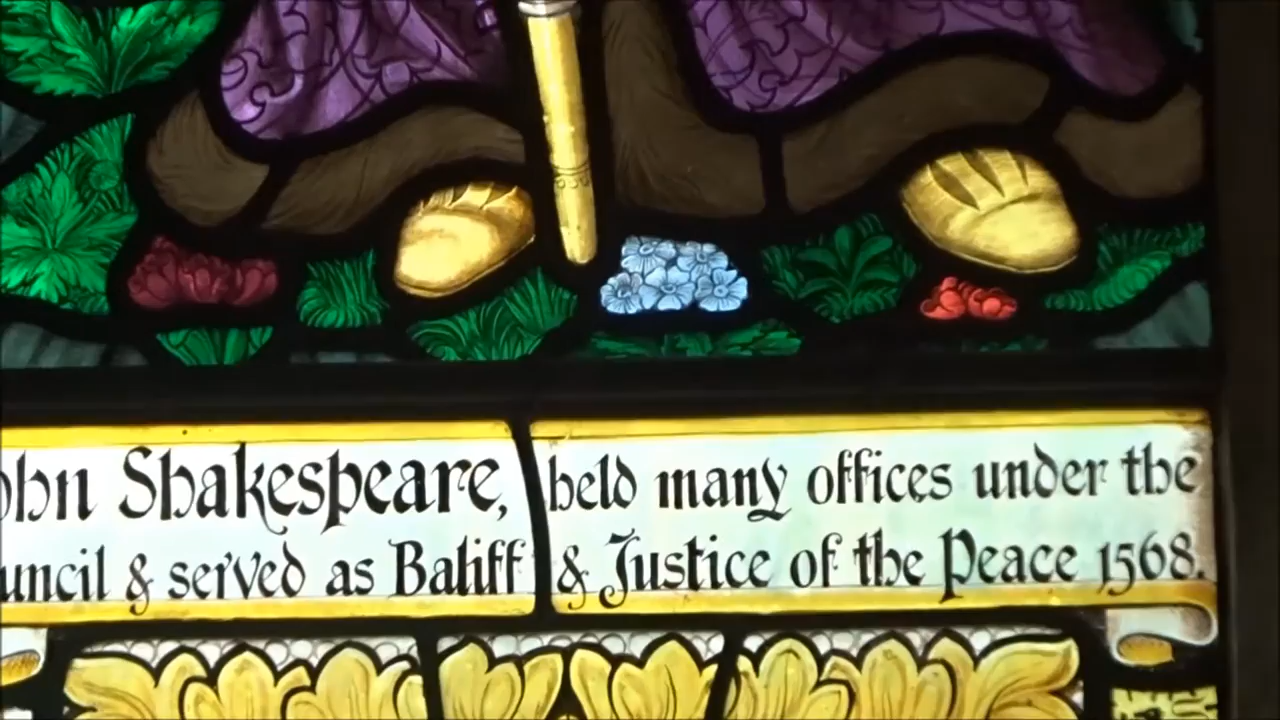 ohn Shakespeare, held many offices under the
uncil & served as Baliff & Justice of the Peace 1568.